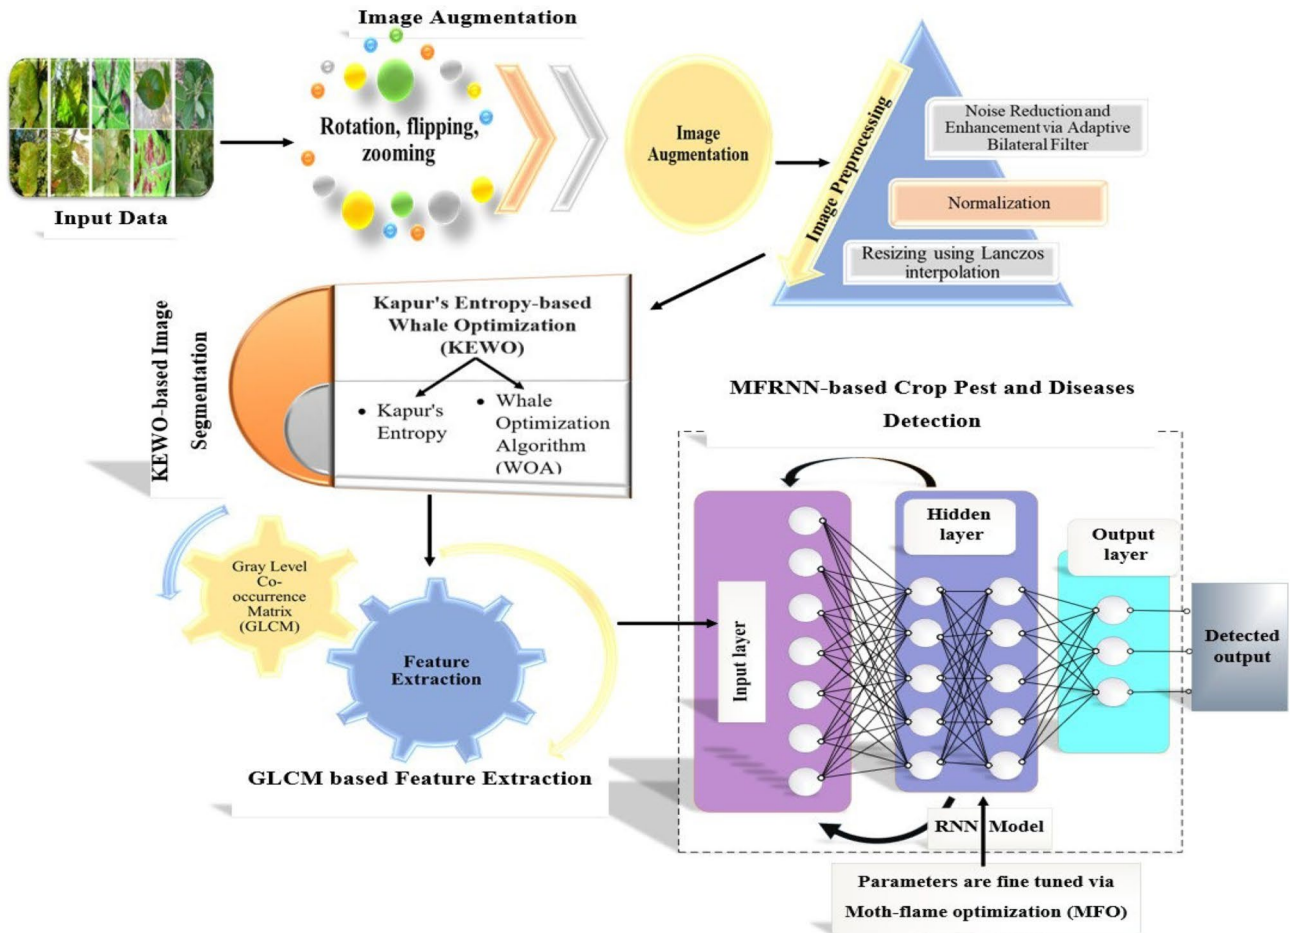 Image Augmentation
Input Data
Rotation, flipping,
zooming
Image
Augmentation
Image Preprocessing
Noise Reduction and
Enhancement via Adaptive
Bilateral Filter
Normalization
Resizing using Lanczos
interpolation
KEWO-based Image
Segmentation
Kapur's Entropy-based
Whale Optimization
(KEWO)
• Kapur's
Entropy
• Whale
Optimization
Algorithm
(WOA)
Gray Level
Co-
occurrence
Matrix
(GLCM)
Feature
Extraction
GLCM based Feature Extraction
MFRNN-based Crop Pest and Diseases
Detection
Input layer
Hidden
layer
Output
layer
Detected
output
RNN Model
Parameters are fine tuned via
Moth-flame optimization (MFO)